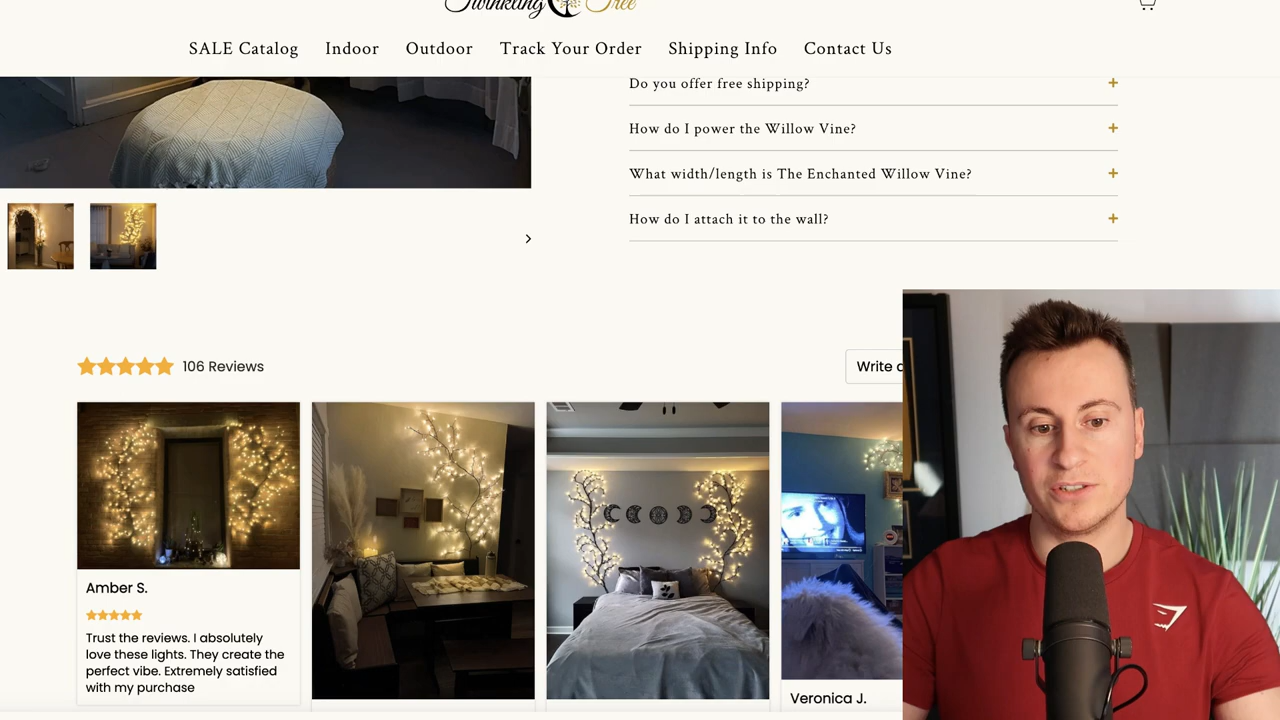 Twinkling Tree
SALE Catalog Indoor Outdoor Track Your Order Shipping Info Contact Us
Do you offer free shipping? +
How do I power the Willow Vine? +
What width/length is The Enchanted Willow Vine? +
How do I attach it to the wall? +
106 Reviews
Write
Amber S.
Trust the reviews. I absolutely
love these lights. They create the
perfect vibe. Extremely satisfied
with my purchase
Veronica J.